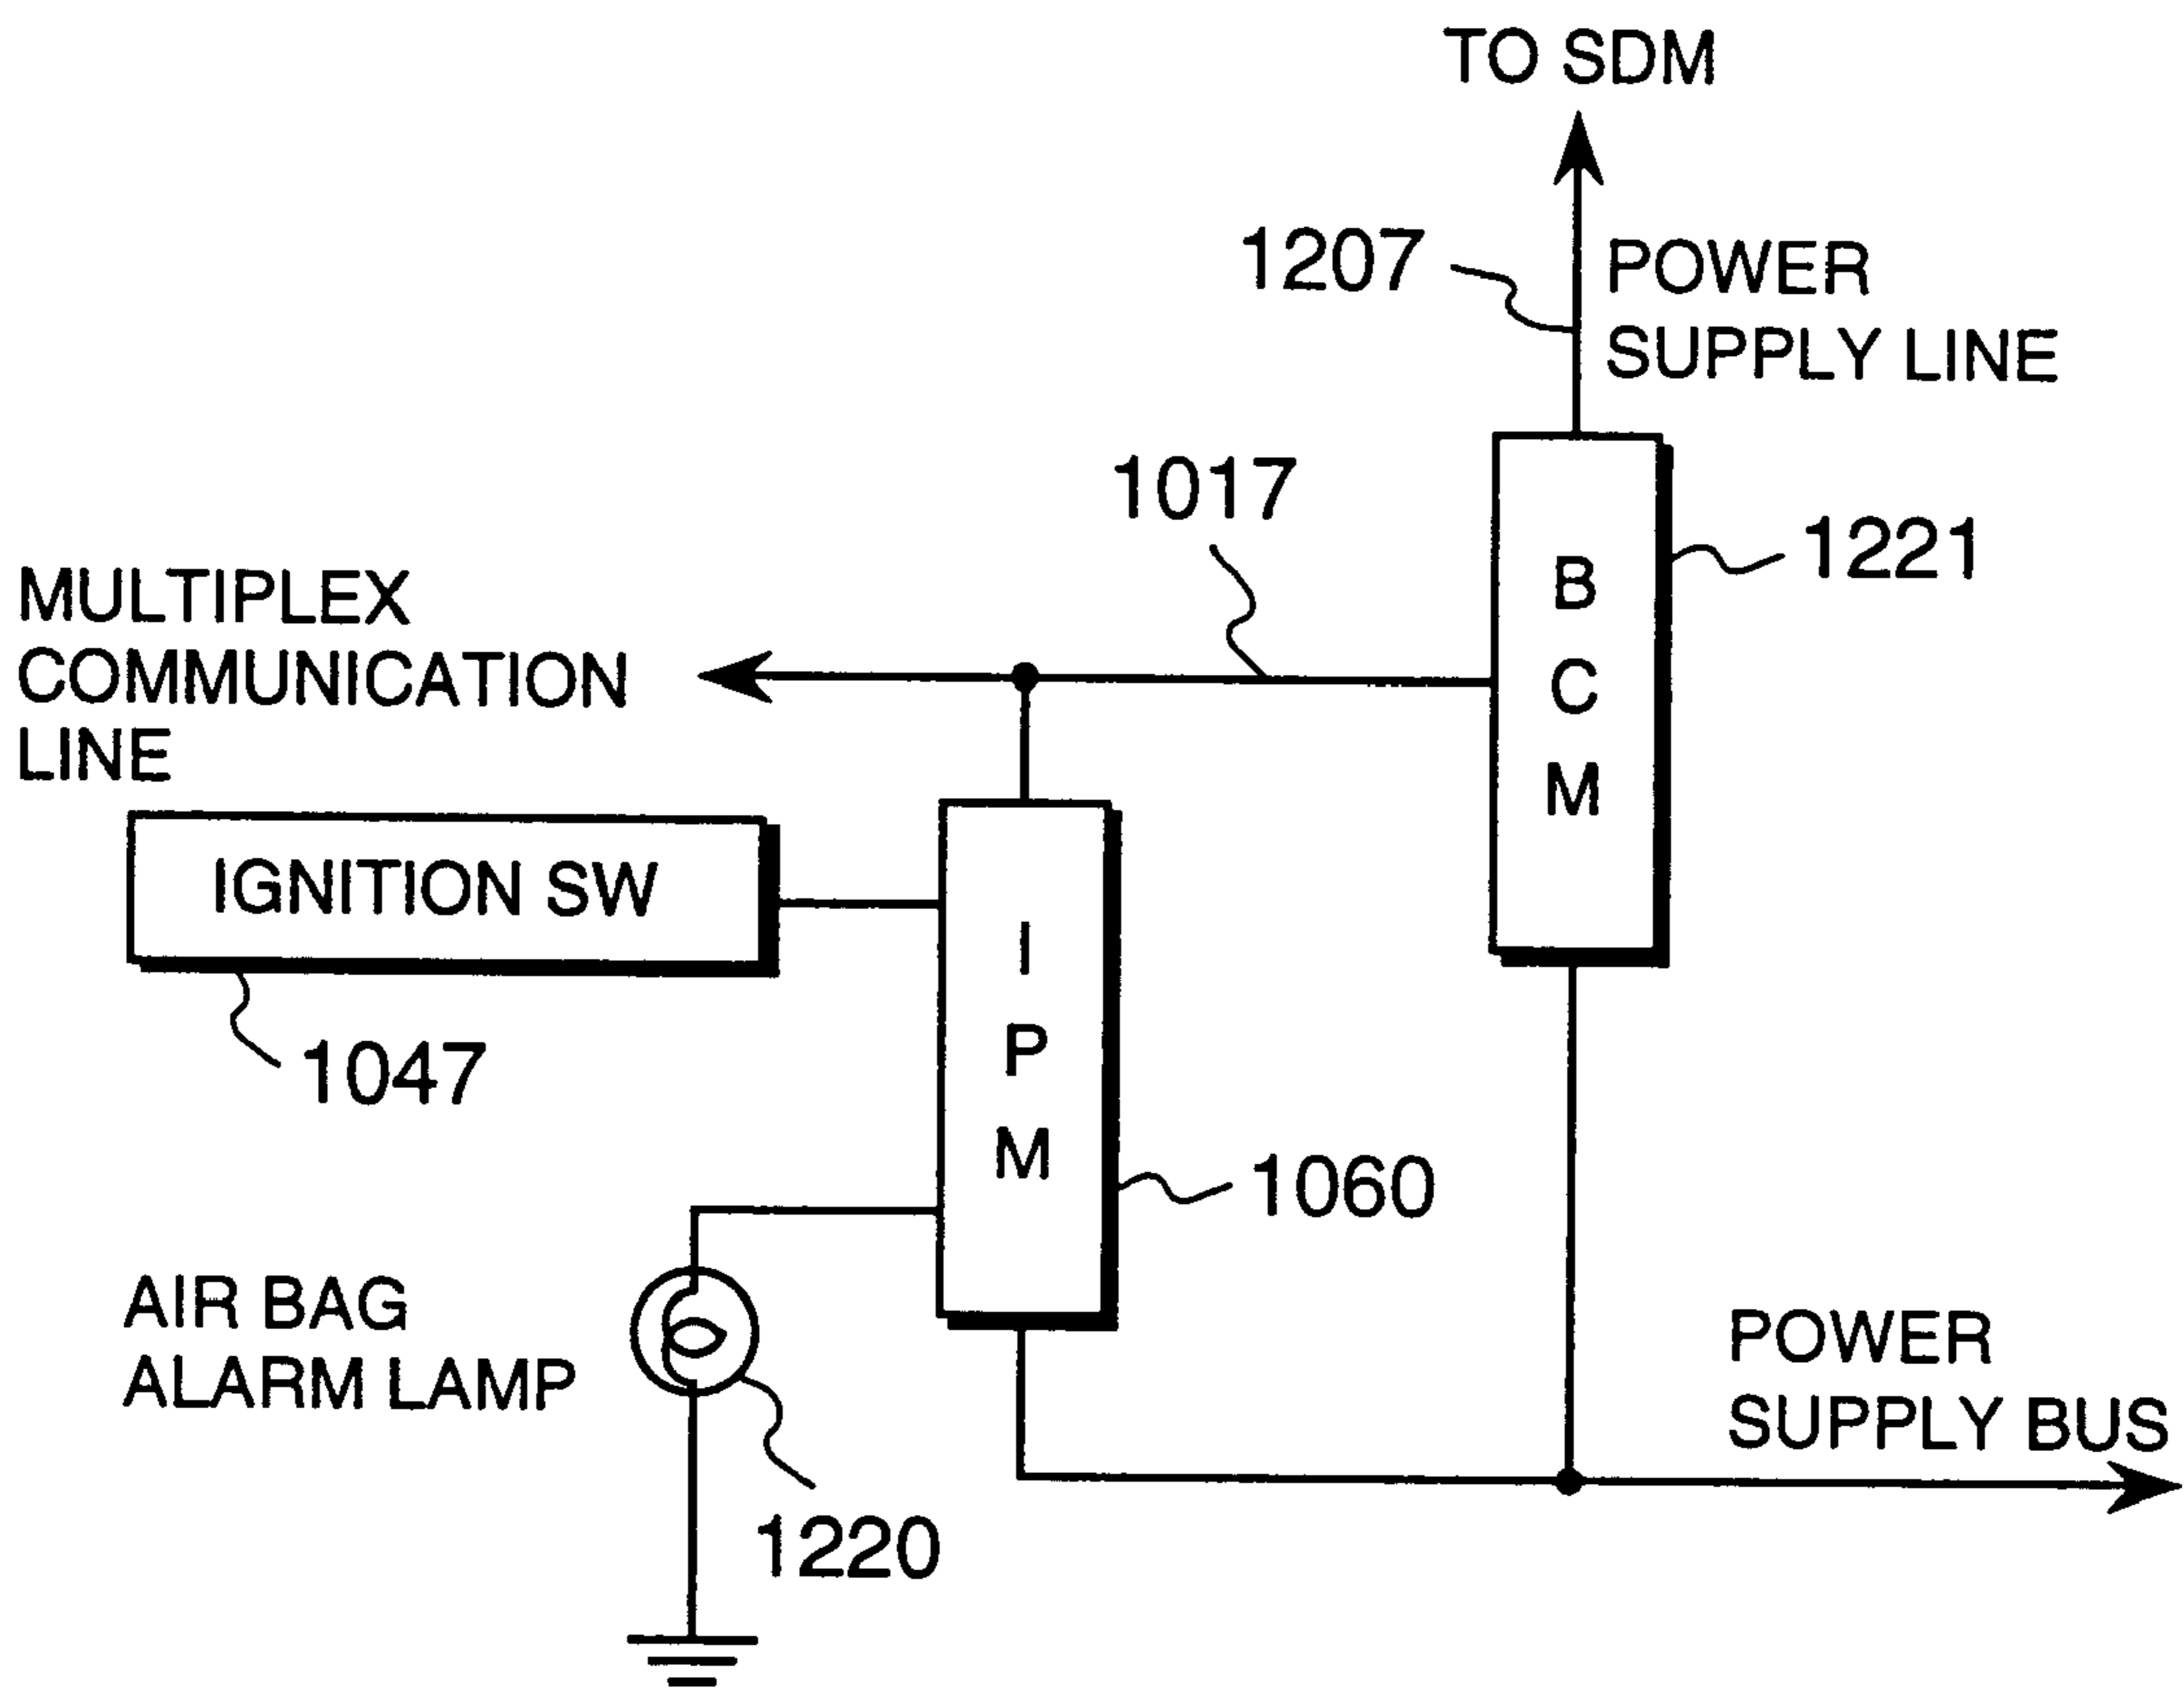 TO SDM
1207
POWER
SUPPLY LINE
1017
1221
B
C
M
MULTIPLEX
COMMUNICATION
LINE
IGNITION SW
1047
I
P
M
1060
AIR BAG
ALARM LAMP
1220
POWER
SUPPLY BUS